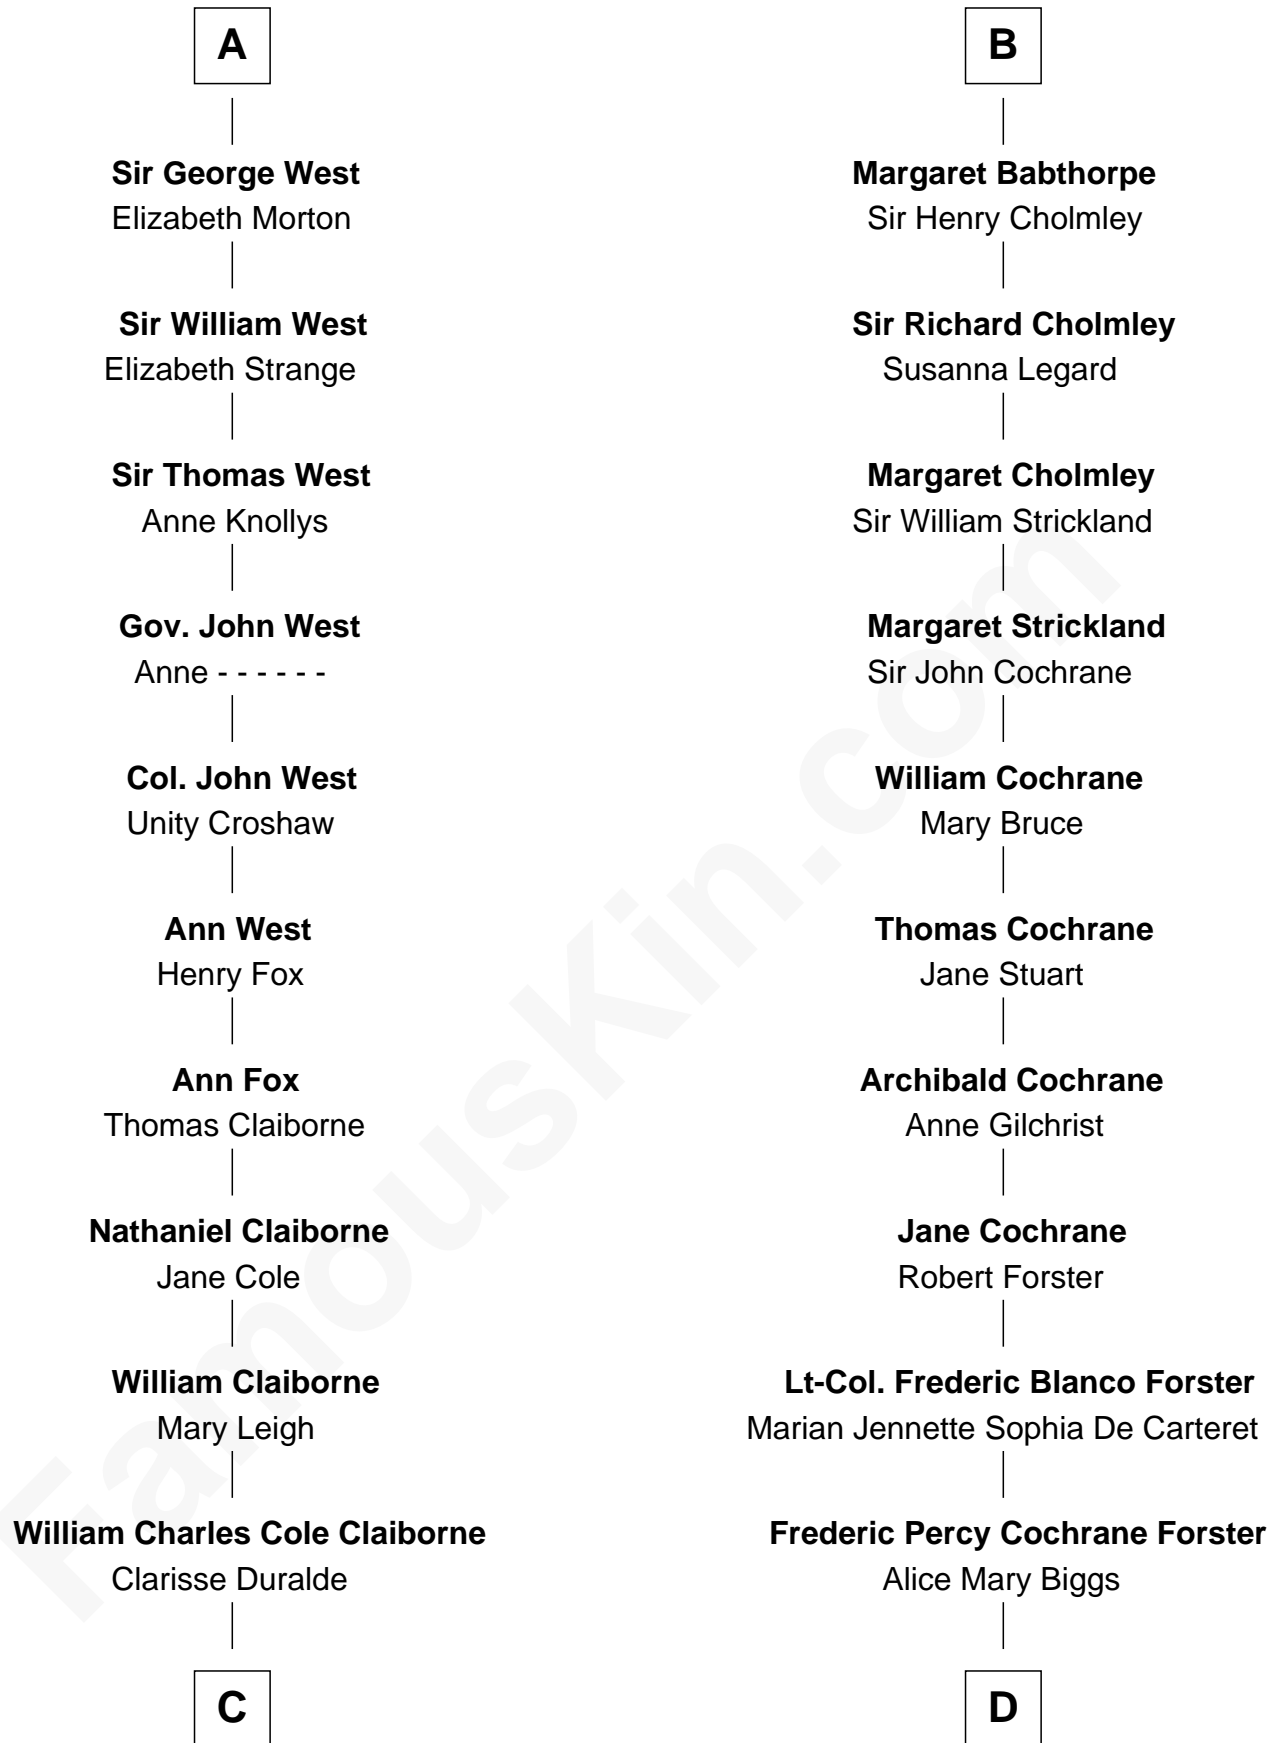 A
Sir George West
Elizabeth Morton
Sir William West
Elizabeth Strange
Sir Thomas West
Anne Knollys
Gov. John West
Anne - - - - - -
Col. John West
Unity Croshaw
Ann West
Henry Fox
Ann Fox
Thomas Claiborne
Nathaniel Claiborne
Jane Cole
William Claiborne
Mary Leigh
William Charles Cole Claiborne
Clarisse Duralde
C
B
Margaret Babthorpe
Sir Henry Cholmley
Sir Richard Cholmley
Susanna Legard
Margaret Cholmley
Sir William Strickland
Margaret Strickland
Sir John Cochrane
William Cochrane
Mary Bruce
Thomas Cochrane
Jane Stuart
Archibald Cochrane
Anne Gilchrist
Jane Cochrane
Robert Forster
Lt-Col. Frederic Blanco Forster
Marian Jennette Sophia De Carteret
Frederic Percy Cochrane Forster
Alice Mary Biggs
D
FamousKin.com